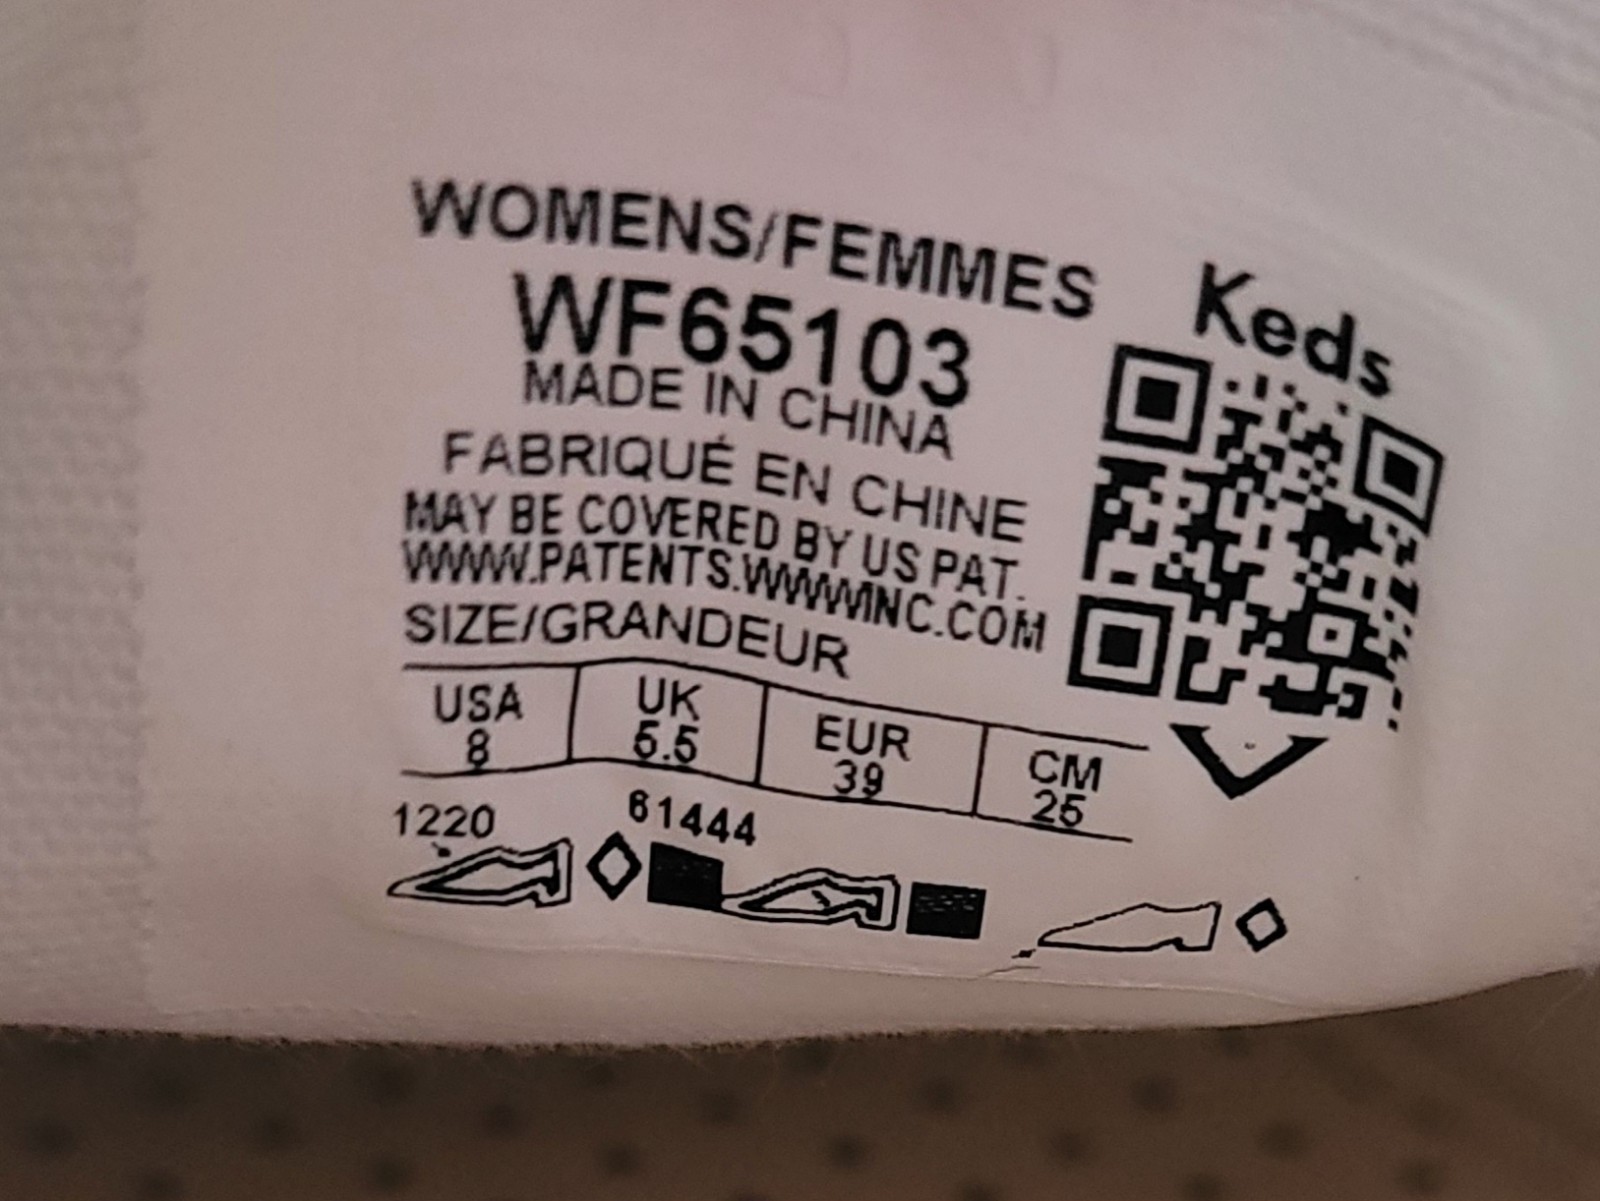 WOMENS/FEMMES
WF65103
MADE IN CHINA
FABRIQUÉ EN CHINE
MAY BE COVERED BY US PAT.
WWW.PATENTS.WWWINC.COM
SIZE/GRANDEUR
USA UK EUR CM
8 5.5 39 25
1220 61444
Keds